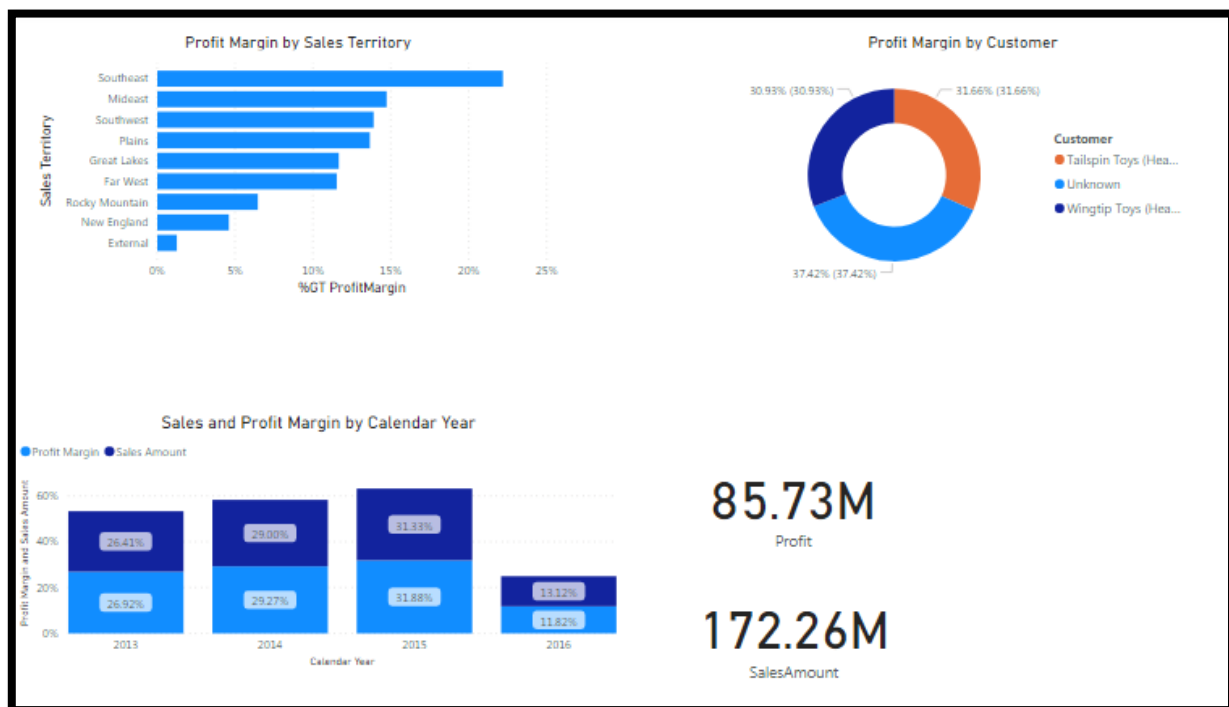 Profit Margin by Sales Territory
Sales Territory
Southeast
Mideast
Southwest
Plains
Great Lakes
Far West
Rocky Mountain
New England
External
0% 5% 10% 15% 20% 25%
%GT ProfitMargin
Profit Margin by Customer
30.93% (30.93%)
31.66% (31.66%)
37.42% (37.42%)
Customer
Tailspin Toys (Hea...
Unknown
Wingtip Toys (Hea...
Sales and Profit Margin by Calendar Year
Profit Margin Sales Amount
Profit Margin and Sales Amount
60%
40%
20%
0%
26.41% 29.00% 31.33% 13.12%
26.92% 29.27% 31.88% 11.82%
2013 2014 2015 2016
Calendar Year
85.73M
Profit
172.26M
SalesAmount